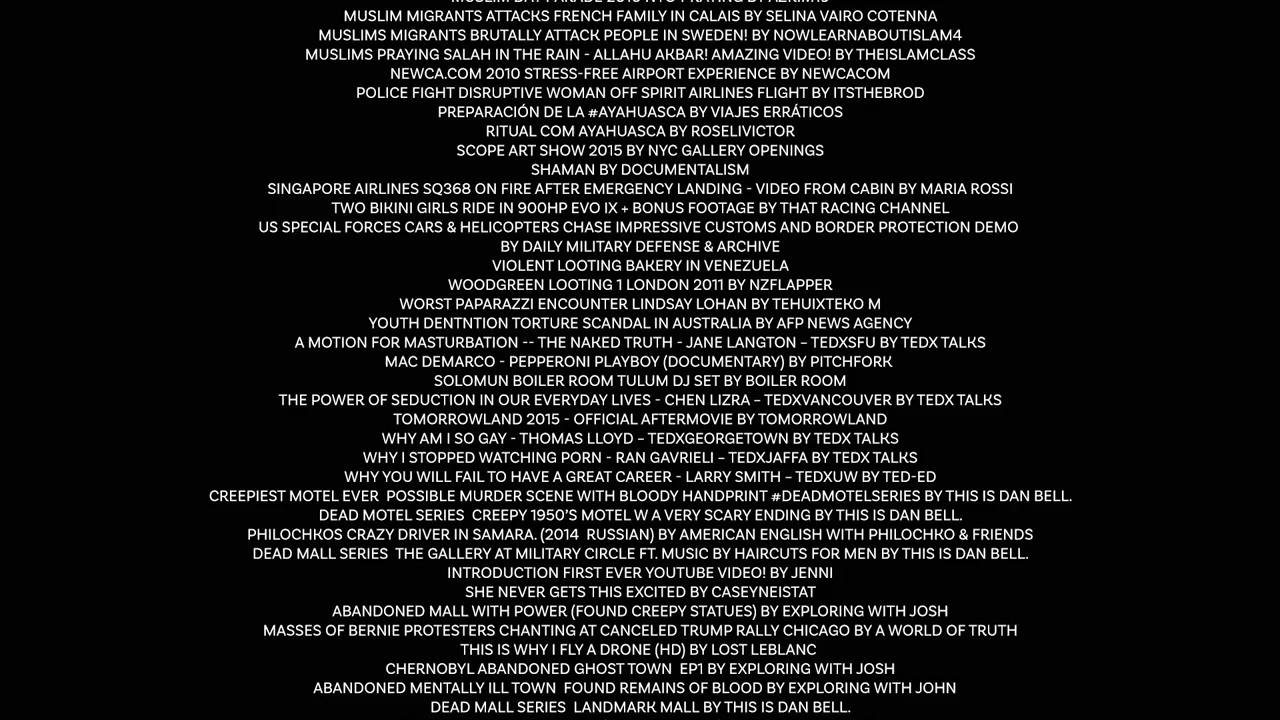 MUSLIM DAY PARADE 2015 NYC PRAYING BY
MUSLIM MIGRANTS ATTACKS FRENCH FAMILY IN CALAIS BY SELINA VAIRO COTENNA
MUSLIMS MIGRANTS BRUTALLY ATTACK PEOPLE IN SWEDEN! BY NOWLEARNABOUTISLAM4
MUSLIMS PRAYING SALAH IN THE RAIN - ALLAHU AKBAR! AMAZING VIDEO! BY THEISLAMCLASS
NEWCA.COM 2010 STRESS-FREE AIRPORT EXPERIENCE BY NEWCACOM
POLICE FIGHT DISRUPTIVE WOMAN OFF SPIRIT AIRLINES FLIGHT BY ITSTHEBROD
PREPARACIÓN DE LA #AYAHUASCA BY VIAJES ERRÁTICOS
RITUAL COM AYAHUASCA BY ROSELIVICTOR
SCOPE ART SHOW 2015 BY NYC GALLERY OPENINGS
SHAMAN BY DOCUMENTALISM
SINGAPORE AIRLINES SQ368 ON FIRE AFTER EMERGENCY LANDING - VIDEO FROM CABIN BY MARIA ROSSI
TWO BIKINI GIRLS RIDE IN 900HP EVO IX + BONUS FOOTAGE BY THAT RACING CHANNEL
US SPECIAL FORCES CARS & HELICOPTERS CHASE IMPRESSIVE CUSTOMS AND BORDER PROTECTION DEMO
BY DAILY MILITARY DEFENSE & ARCHIVE
VIOLENT LOOTING BAKERY IN VENEZUELA
WOODGREEN LOOTING 1 LONDON 2011 BY NZFLAPPER
WORST PAPARAZZI ENCOUNTER LINDSAY LOHAN BY TEHUIXTEKO M
YOUTH DENTNTION TORTURE SCANDAL IN AUSTRALIA BY AFP NEWS AGENCY
A MOTION FOR MASTURBATION -- THE NAKED TRUTH - JANE LANGTON – TEDXSFU BY TEDX TALKS
MAC DEMARCO - PEPPERONI PLAYBOY (DOCUMENTARY) BY PITCHFORK
SOLOMUN BOILER ROOM TULUM DJ SET BY BOILER ROOM
THE POWER OF SEDUCTION IN OUR EVERYDAY LIVES - CHEN LIZRA – TEDXVANCOUVER BY TEDX TALKS
TOMORROWLAND 2015 - OFFICIAL AFTERMOVIE BY TOMORROWLAND
WHY AM I SO GAY - THOMAS LLOYD – TEDXGEORGETOWN BY TEDX TALKS
WHY I STOPPED WATCHING PORN - RAN GAVRIELI – TEDXJAFFA BY TEDX TALKS
WHY YOU WILL FAIL TO HAVE A GREAT CAREER - LARRY SMITH – TEDXUW BY TED-ED
CREEPIEST MOTEL EVER  POSSIBLE MURDER SCENE WITH BLOODY HANDPRINT #DEADMOTELSERIES BY THIS IS DAN BELL.
DEAD MOTEL SERIES  CREEPY 1950'S MOTEL W A VERY SCARY ENDING BY THIS IS DAN BELL.
PHILOCHKOS CRAZY DRIVER IN SAMARA. (2014  RUSSIAN) BY AMERICAN ENGLISH WITH PHILOCHKO & FRIENDS
DEAD MALL SERIES  THE GALLERY AT MILITARY CIRCLE FT. MUSIC BY HAIRCUTS FOR MEN BY THIS IS DAN BELL.
INTRODUCTION FIRST EVER YOUTUBE VIDEO! BY JENNI
SHE NEVER GETS THIS EXCITED BY CASEYNEISTAT
ABANDONED MALL WITH POWER (FOUND CREEPY STATUES) BY EXPLORING WITH JOSH
MASSES OF BERNIE PROTESTERS CHANTING AT CANCELED TRUMP RALLY CHICAGO BY A WORLD OF TRUTH
THIS IS WHY I FLY A DRONE (HD) BY LOST LEBLANC
CHERNOBYL ABANDONED GHOST TOWN  EP1 BY EXPLORING WITH JOSH
ABANDONED MENTALLY ILL TOWN  FOUND REMAINS OF BLOOD BY EXPLORING WITH JOHN
DEAD MALL SERIES  LANDMARK MALL BY THIS IS DAN BELL.